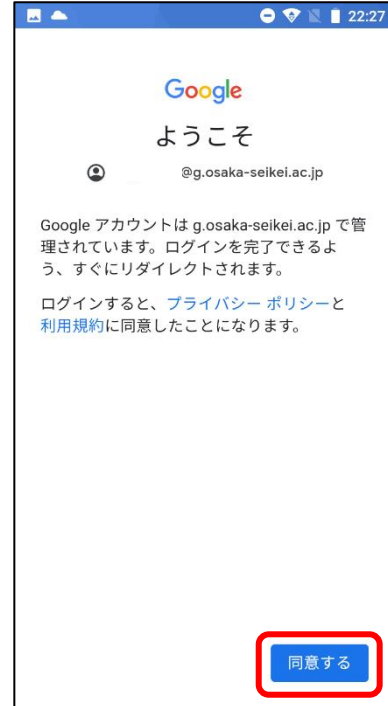 22:27
Google
ようこそ
@g.osaka-seikei.ac.jp
Google アカウントは g.osaka-seikei.ac.jp で管
理されています。ログインを完了できるよ
う、すぐにリダイレクトされます。
ログインすると、プライバシー ポリシーと
利用規約に同意したことになります。
同意する